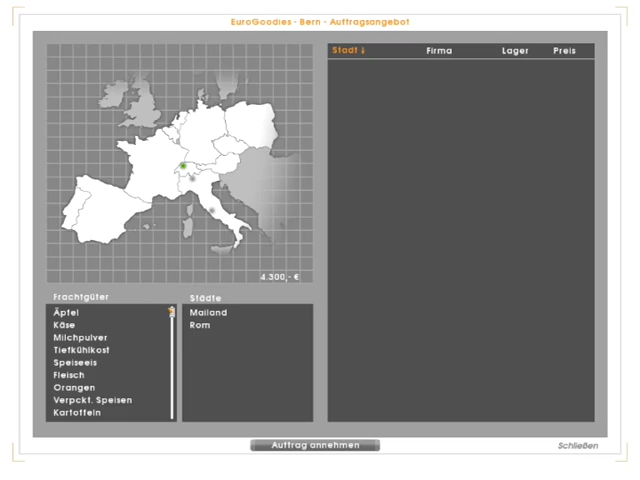 EuroGoodies - Bern - Auftragsangebot
Stadt ↓ Firma Lager Preis
4.300,- €
Frachtgüter
Äpfel
Käse
Milchpulver
Tiefkühlkost
Speiseeis
Fleisch
Orangen
Verpckt. Speisen
Kartoffeln
Städte
Mailand
Rom
Auftrag annehmen
Schließen